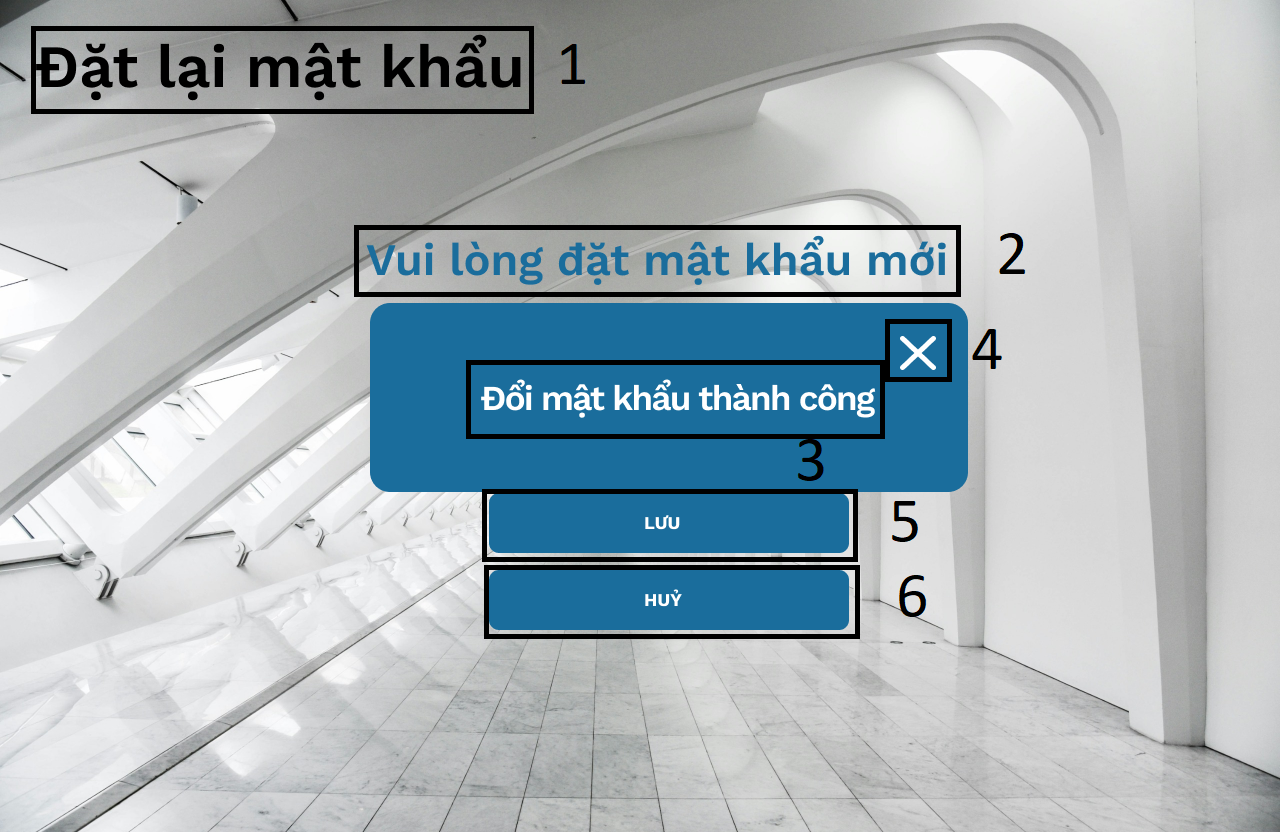 Đặt lại mật khẩu 1
Vui lòng đặt mật khẩu mới 2
4
Đổi mật khẩu thành công
3
LƯU 5
HUỶ 6